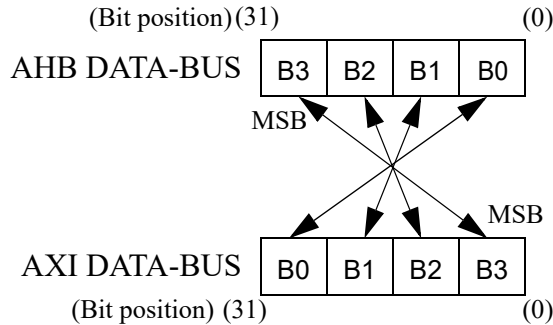 (Bit position) (31) (0)
AHB DATA-BUS B3 B2 B1 B0
MSB
MSB
AXI DATA-BUS B0 B1 B2 B3
(Bit position) (31) (0)